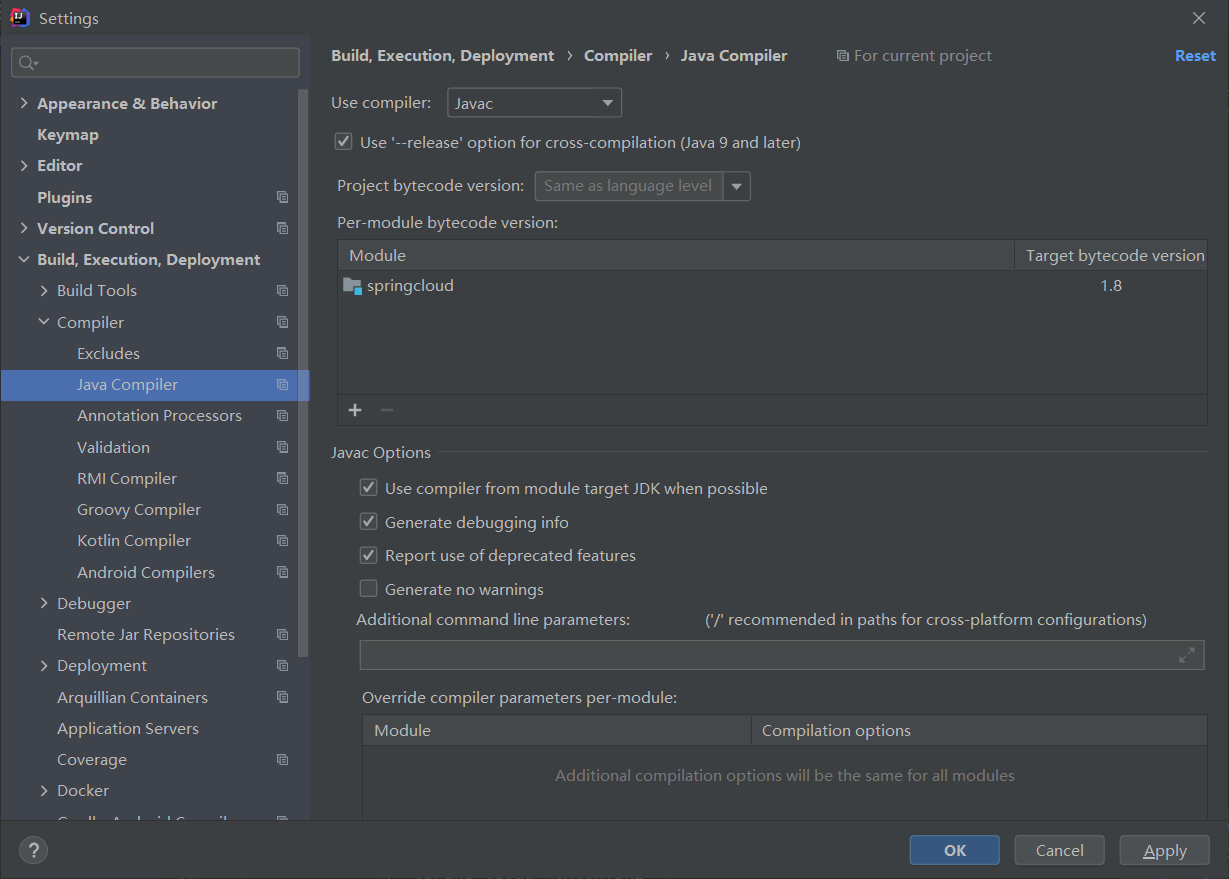 Settings
Build, Execution, Deployment › Compiler › Java Compiler
For current project
Reset
Appearance & Behavior
Keymap
Editor
Plugins
Version Control
Build, Execution, Deployment
Build Tools
Compiler
Excludes
Java Compiler
Annotation Processors
Validation
RMI Compiler
Groovy Compiler
Kotlin Compiler
Android Compilers
Debugger
Remote Jar Repositories
Deployment
Arquillian Containers
Application Servers
Coverage
Docker
Use compiler: Javac
Use '--release' option for cross-compilation (Java 9 and later)
Project bytecode version: Same as language level
Per-module bytecode version:
Module Target bytecode version
springcloud 1.8
Javac Options
Use compiler from module target JDK when possible
Generate debugging info
Report use of deprecated features
Generate no warnings
Additional command line parameters: ('/' recommended in paths for cross-platform configurations)
Override compiler parameters per-module:
Module Compilation options
Additional compilation options will be the same for all modules
?
OK Cancel Apply